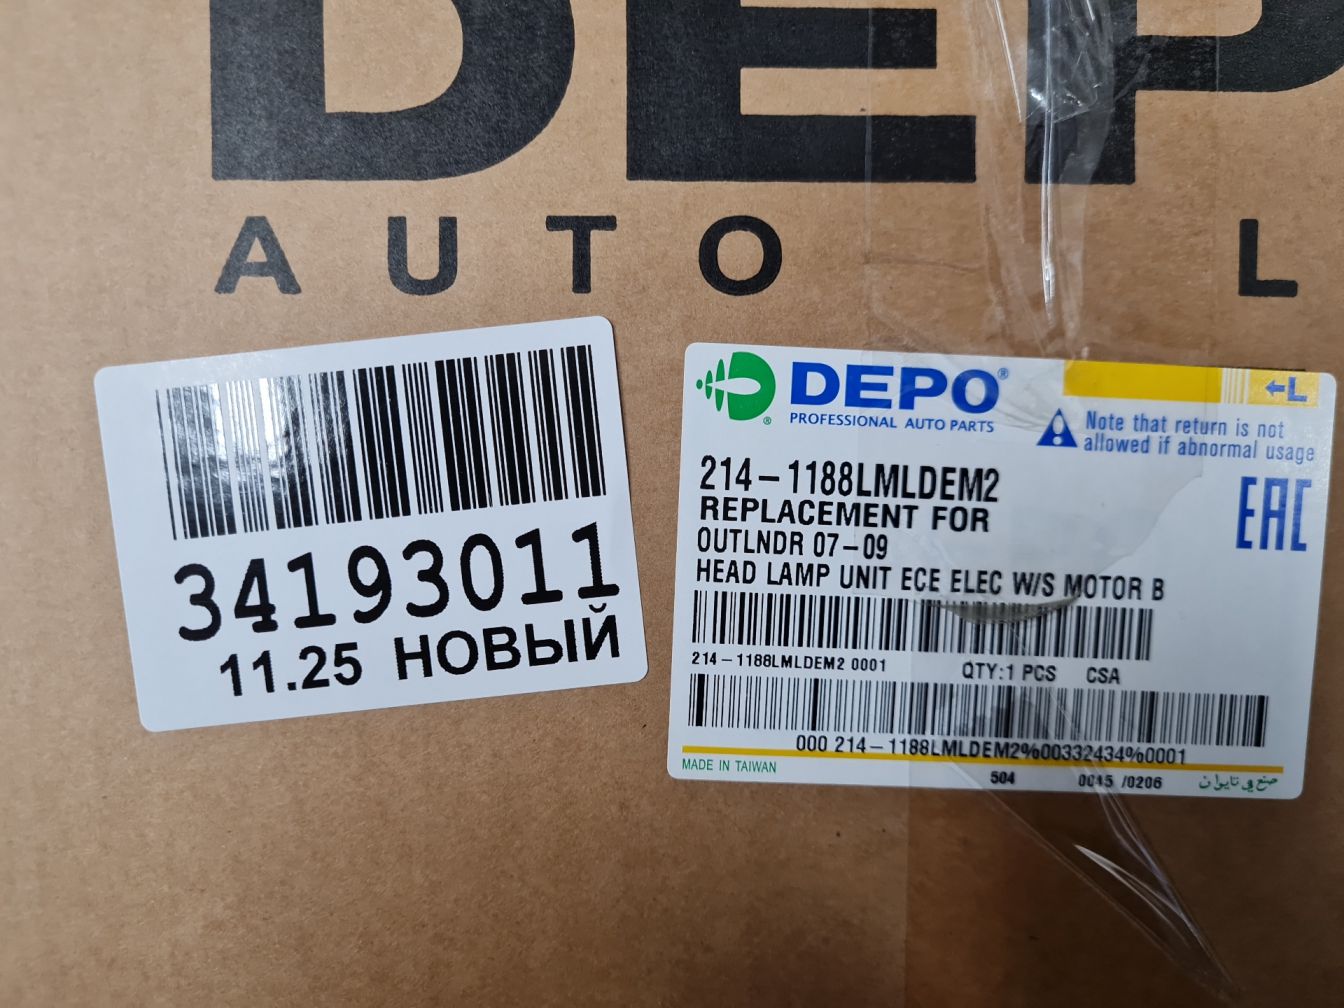 DEP
AUTO L
34193011
11.25 НОВЫЙ
DEPO®
PROFESSIONAL AUTO PARTS
←L
Note that return is not
allowed if abnormal usage
214-1188LMLDEM2
REPLACEMENT FOR
OUTLNDR 07-09
HEAD LAMP UNIT ECE ELEC W/S MOTOR B
EAC
214-1188LMLDEM2 0001 QTY:1 PCS CSA
000 214-1188LMLDEM2%00332434%0001
MADE IN TAIWAN 504 0045 /0206 صنع في تايوان